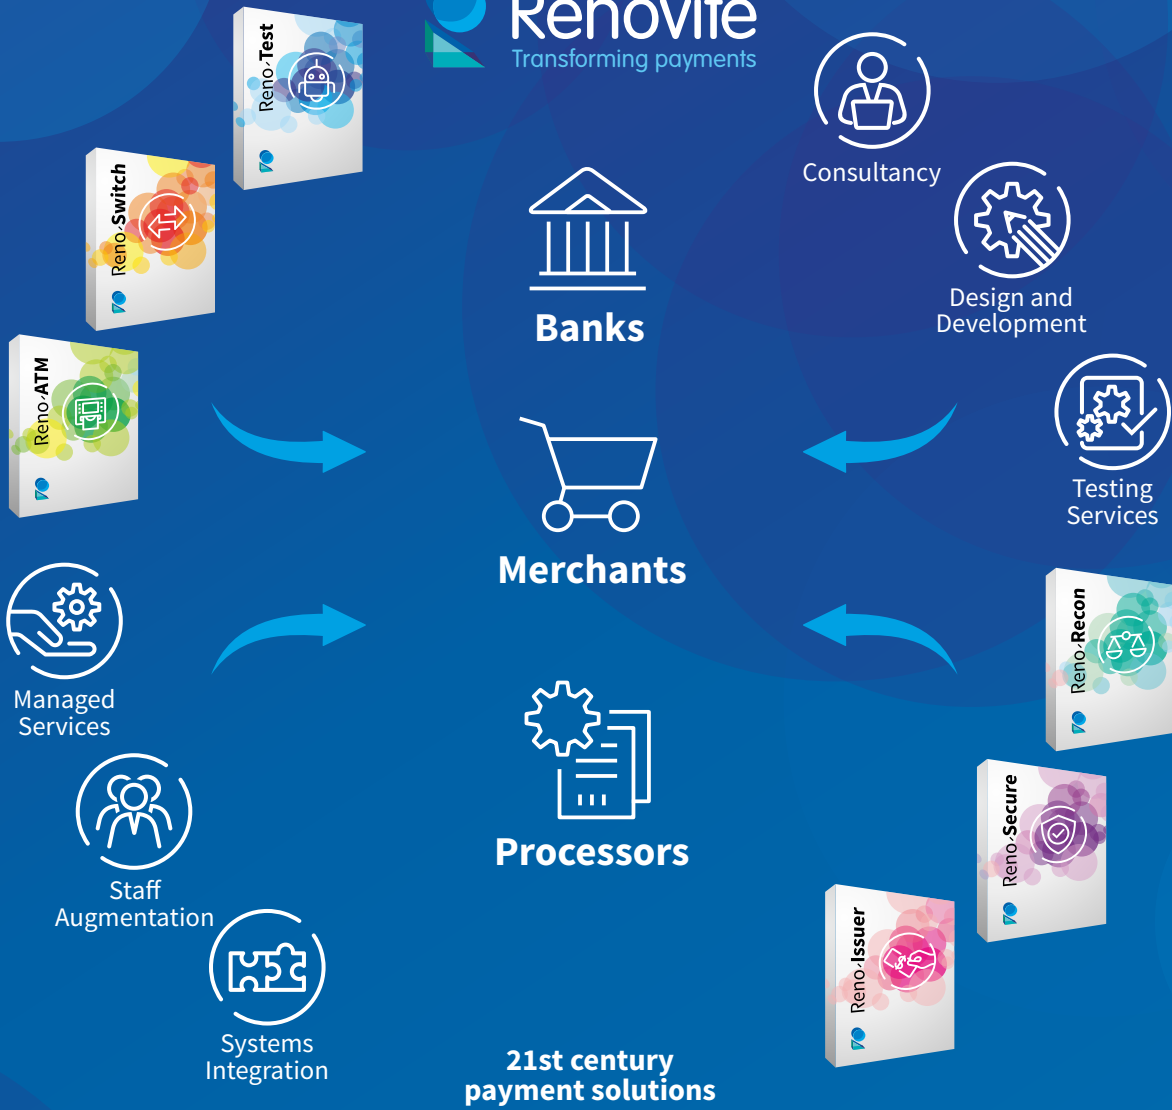 Renovite
Transforming payments
Reno Test
Reno Switch
Reno ATM
Consultancy
Design and
Development
Testing
Services
Banks
Merchants
Processors
Managed
Services
Staff
Augmentation
Systems
Integration
Reno Recon
Reno Secure
Reno Issuer
21st century
payment solutions